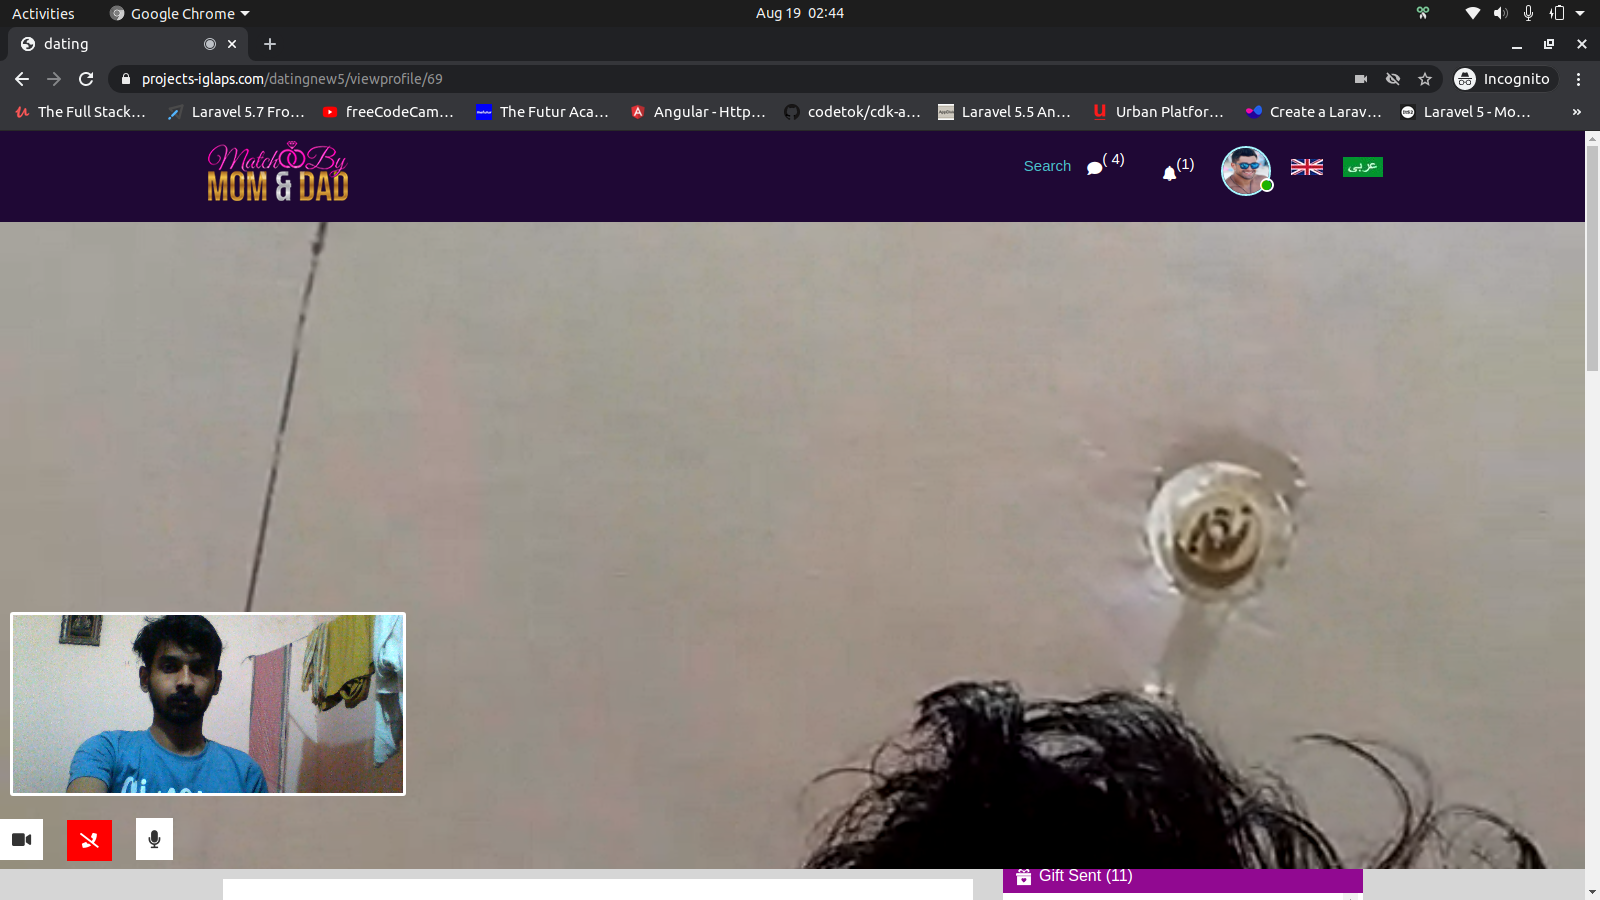 Activities
Google Chrome
Aug 19 02:44
dating
projects-iglaps.com/datingnew5/viewprofile/69
Incognito
The Full Stack…
Laravel 5.7 Fro…
freeCodeCam…
The Futur Aca…
Angular - Http…
codetok/cdk-a…
Laravel 5.5 An…
Urban Platfor…
Create a Larav…
Laravel 5 - Mo…
»
Match By
MOM & DAD
Search
( 4)
(1)
عربى
Gift Sent (11)